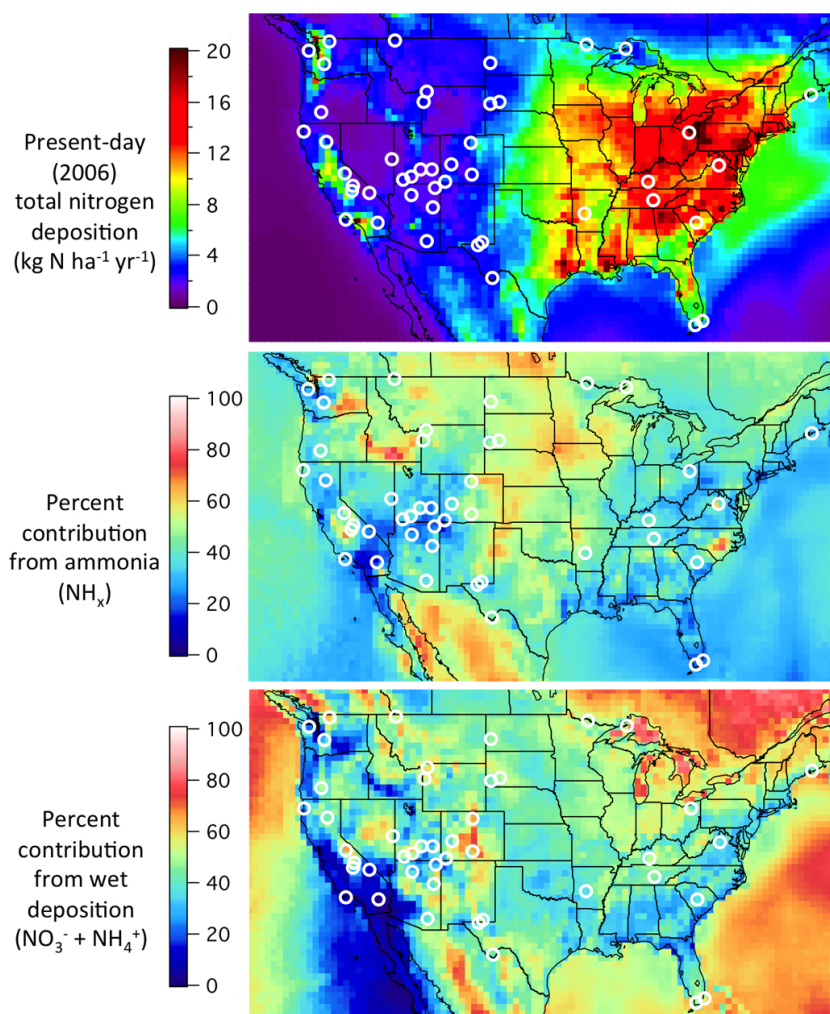 Present-day
(2006)
total nitrogen
deposition
(kg N ha⁻¹ yr⁻¹)
20
16
12
8
4
0
Percent
contribution
from ammonia
(NHₓ)
100
80
60
40
20
0
Percent
contribution
from wet
deposition
(NO₃⁻ + NH₄⁺)
100
80
60
40
20
0